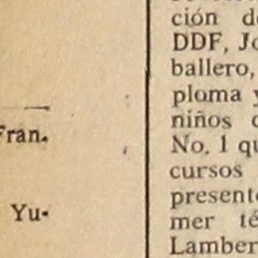 Fran.
Yu-
ción d
DDF, Jo
ballero,
ploma y
niños
No. 1 qu
cursos
present
mer té
Lamber